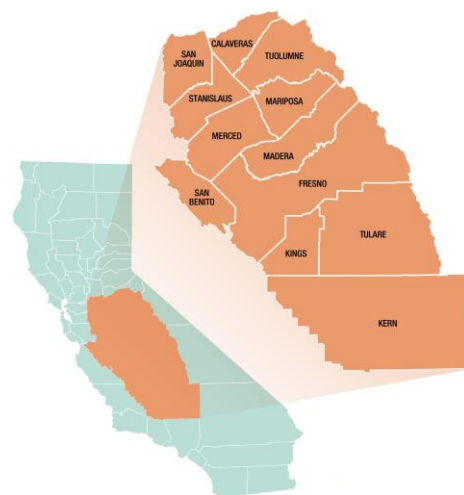 CALAVERAS
SAN
JOAQUIN
TUOLUMNE
STANISLAUS
MARIPOSA
MERCED
MADERA
FRESNO
SAN
BENITO
TULARE
KINGS
KERN